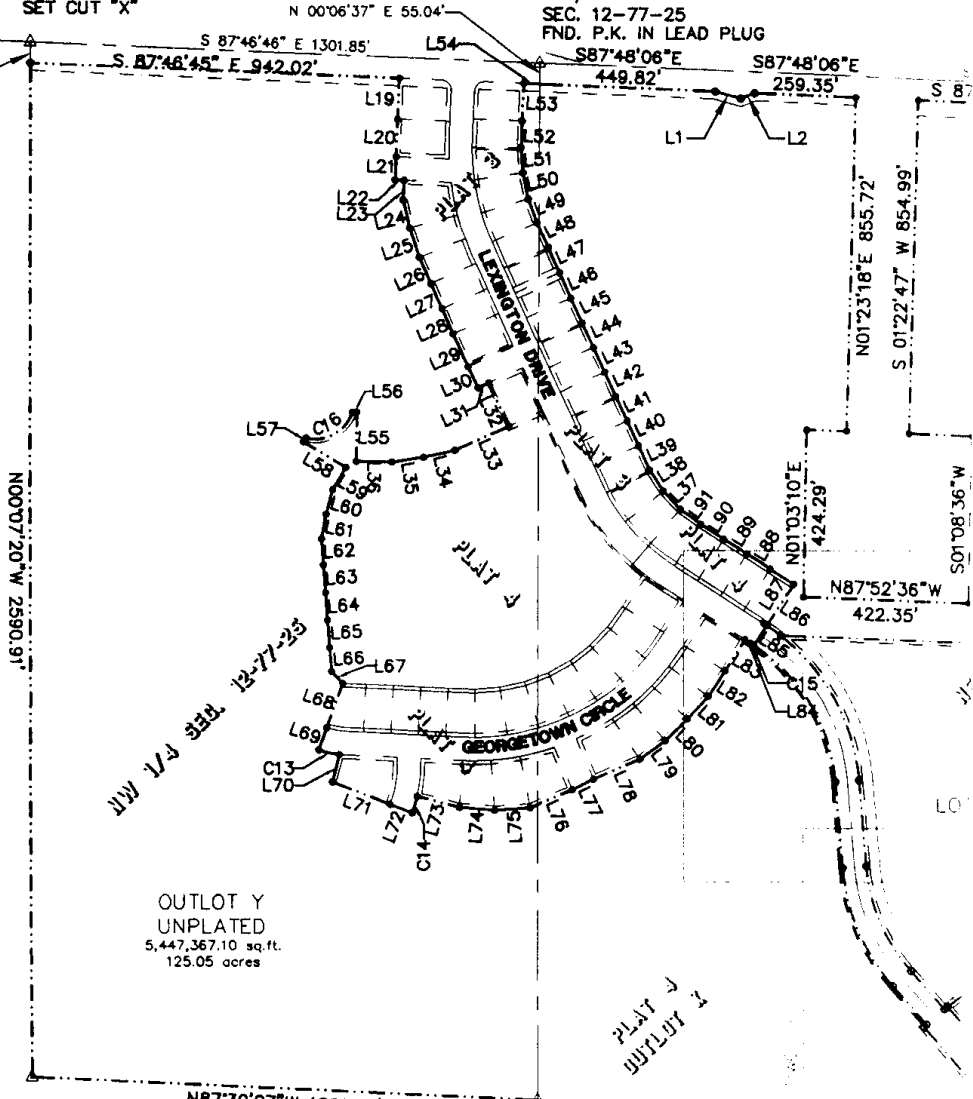 SET CUT "X"
N 00°06'37" E 55.04'
SEC. 12-77-25
FND. P.K. IN LEAD PLUG
S 87°46'46" E 1301.85'
L54
S87°48'06"E
449.82'
S87°48'06"E
259.35'
S. 87°46'45" E 942.02'
S 87
L19
L53
L1
L2
L20
L52
L21
L51
L22
L50
L23
L24
L49
L25
L48
L26
L47
L27
L46
L28
L45
L29
L44
L30
L43
L31
L42
L32
L41
L33
L40
L34
L39
L35
L38
L36
L37
L91
L90
L89
L88
L87
L86
L85
PLAT 3
LEXINGTON DRIVE
PLAT 3
N01°23'18"E 855.72'
S 01°22'47" W 854.99'
L56
L57
C16
L55
L58
L59
L60
L61
L62
L63
L64
L65
L66
L67
L68
L69
N00°07'20"W 2590.91'
N01°03'10"E
424.29'
S01°08'36"W
N87°52'36"W
422.35'
NW 1/4 SEC. 12-77-25
C15
L84
L83
L82
L81
L80
L79
L78
L77
L76
L75
L74
L73
C14
L72
L71
L70
C13
GEORGETOWN CIRCLE
LO
OUTLOT Y
UNPLATED
5,447,367.10 sq.ft.
125.05 acres
OUTLOT X